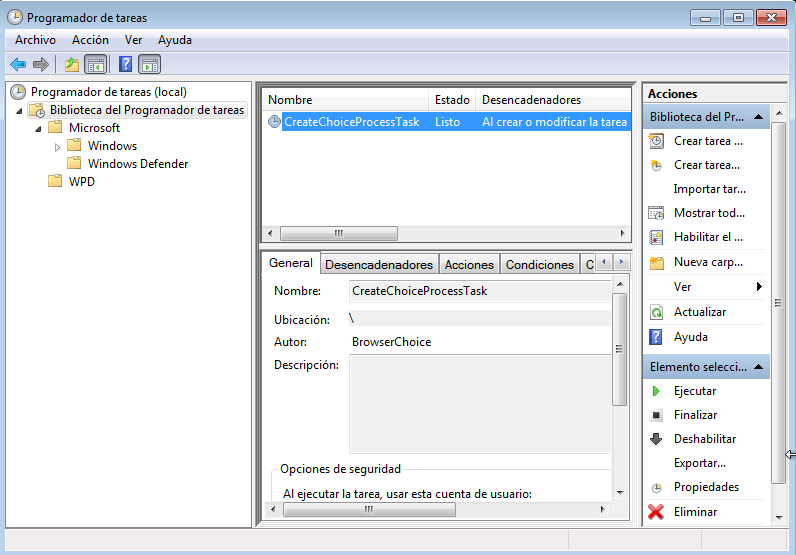 Programador de tareas
Archivo Acción Ver Ayuda
Programador de tareas (local)
Biblioteca del Programador de tareas
Microsoft
Windows
Windows Defender
WPD
Nombre Estado Desencadenadores
CreateChoiceProcessTask Listo Al crear o modificar la tarea
General Desencadenadores Acciones Condiciones C
Nombre: CreateChoiceProcessTask
Ubicación: \
Autor: BrowserChoice
Descripción:
Opciones de seguridad
Al ejecutar la tarea, usar esta cuenta de usuario:
Acciones
Biblioteca del Pr...
Crear tarea ...
Crear tarea...
Importar tar...
Mostrar tod...
Habilitar el ...
Nueva carp...
Ver
Actualizar
Ayuda
Elemento selecci...
Ejecutar
Finalizar
Deshabilitar
Exportar...
Propiedades
Eliminar